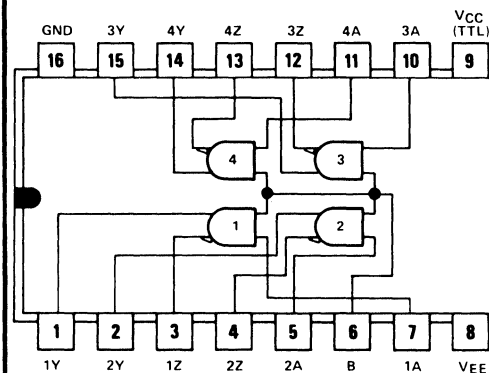 VCC
GND 3Y 4Y 4Z 3Z 4A 3A (TTL)
16 15 14 13 12 11 10 9
4 3
1 2
1 2 3 4 5 6 7 8
1Y 2Y 1Z 2Z 2A B 1A VEE